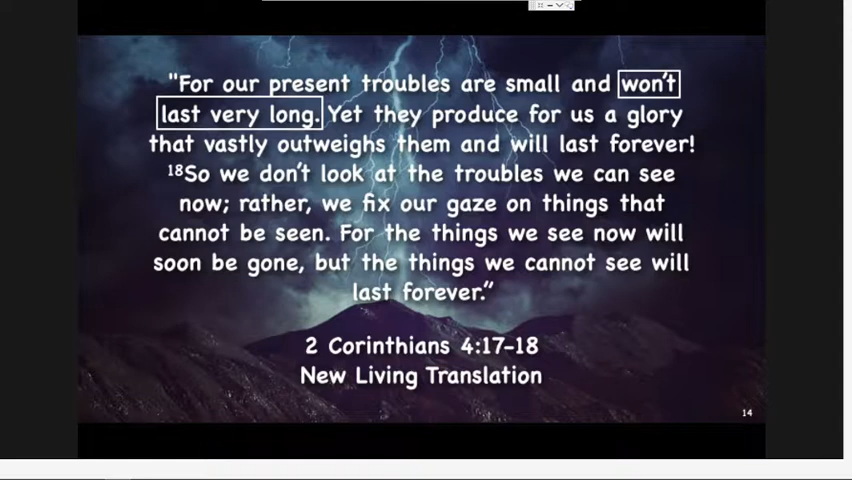 "For our present troubles are small and won't
last very long. Yet they produce for us a glory
that vastly outweighs them and will last forever!
¹⁸So we don't look at the troubles we can see
now; rather, we fix our gaze on things that
cannot be seen. For the things we see now will
soon be gone, but the things we cannot see will
last forever."
2 Corinthians 4:17-18
New Living Translation
14